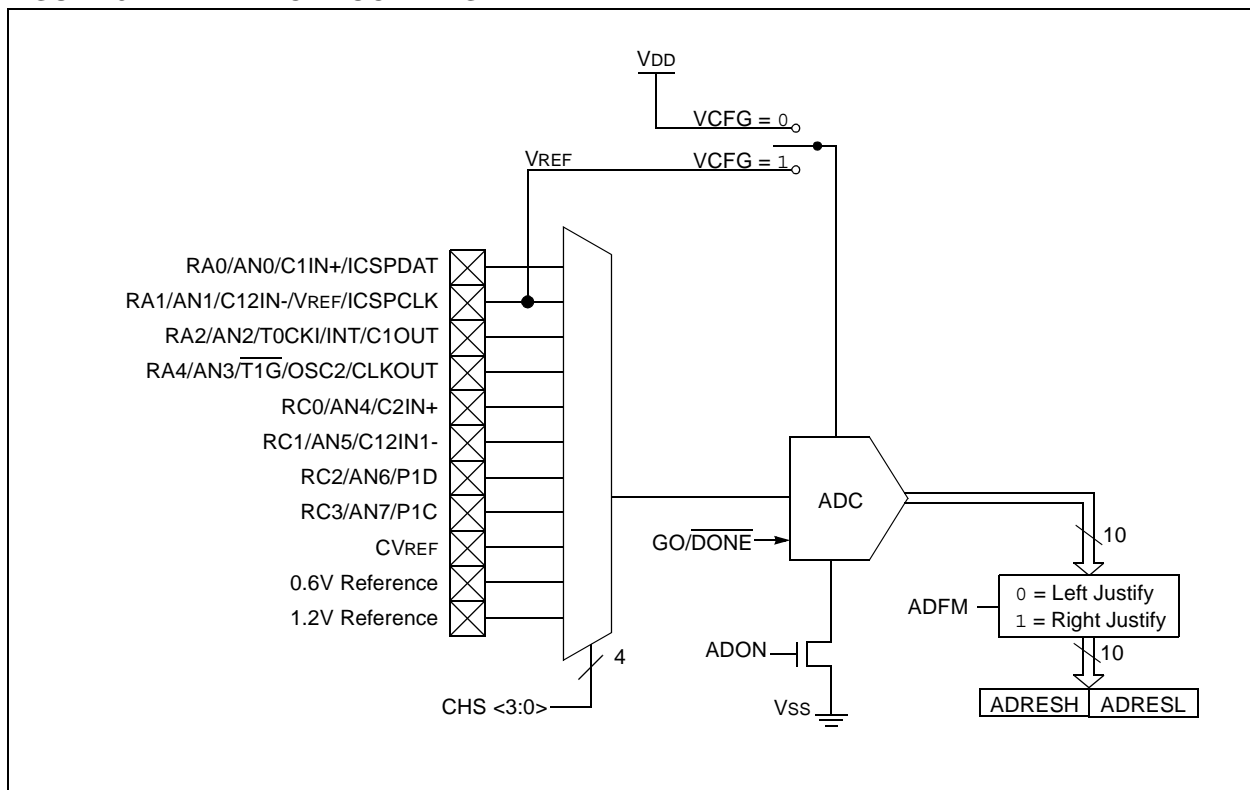 VDD
VCFG = 0
VREF
VCFG = 1
RA0/AN0/C1IN+/ICSPDAT
RA1/AN1/C12IN-/VREF/ICSPCLK
RA2/AN2/T0CKI/INT/C1OUT
RA4/AN3/T1G/OSC2/CLKOUT
RC0/AN4/C2IN+
RC1/AN5/C12IN1-
RC2/AN6/P1D
RC3/AN7/P1C
CVREF
0.6V Reference
1.2V Reference
4
CHS <3:0>
ADC
GO/DONE
10
ADFM
0 = Left Justify
1 = Right Justify
10
ADON
VSS
ADRESH
ADRESL